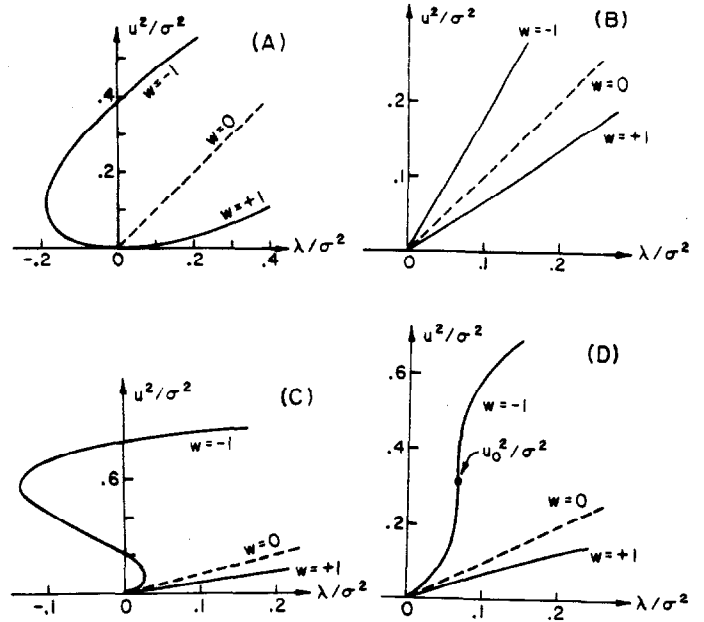 u²/σ²
(A)
w=-1
.4
w=0
.2
w=+1
-.2
0
.2
.4
λ/σ²
u²/σ²
(B)
w=-1
w=0
.2
w=+1
.1
0
.1
.2
λ/σ²
u²/σ²
(C)
w=-1
.6
w=0
w=+1
-.1
0
.1
.2
λ/σ²
u²/σ²
(D)
.6
w=-1
.4
u₀²/σ²
w=0
.2
w=+1
0
.1
.2
λ/σ²